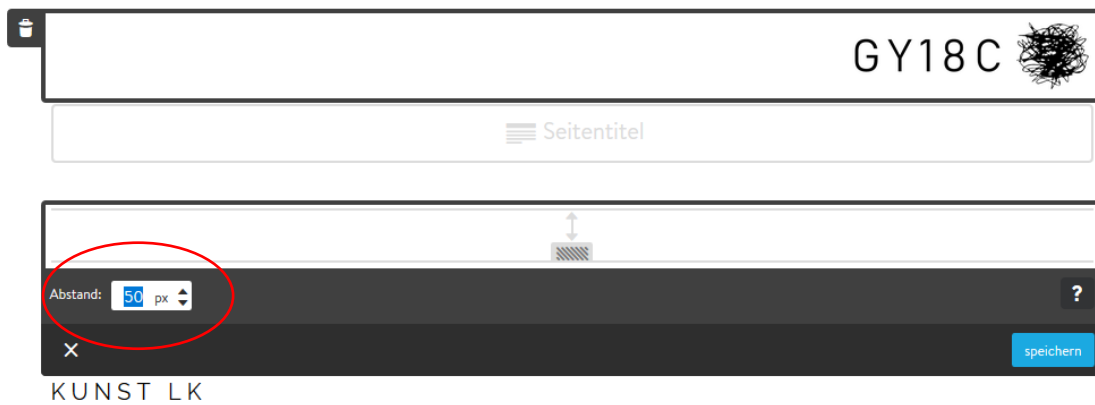 GY18C
Seitentitel
Abstand: 50 px
?
speichern
KUNST LK